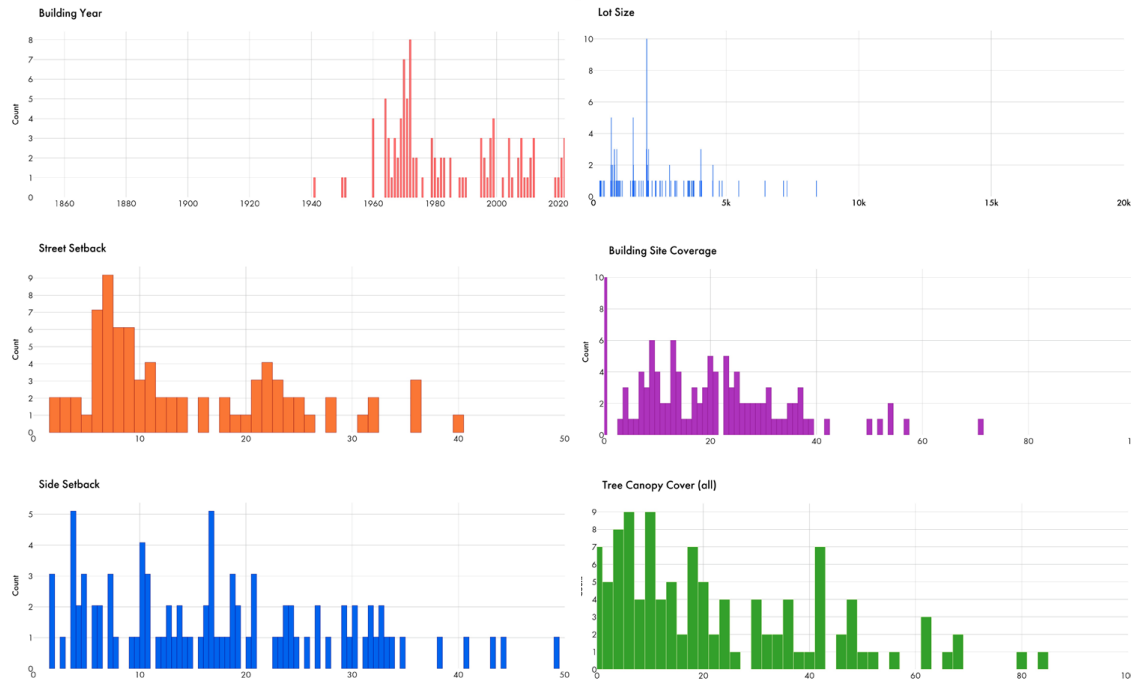 Building Year
Count
8
7
6
5
4
3
2
1
0
1860 1880 1900 1920 1940 1960 1980 2000 2020
Lot Size
10
8
6
4
2
0
0 5k 10k 15k 20k
Street Setback
Count
9
8
7
6
5
4
3
2
1
0
0 10 20 30 40 50
Building Site Coverage
Count
10
8
6
4
2
0
0 20 40 60 80 1
Side Setback
Count
5
4
3
2
1
0
0 10 20 30 40 50
Tree Canopy Cover (all)
9
8
7
6
5
4
3
2
1
0
0 20 40 60 80 10